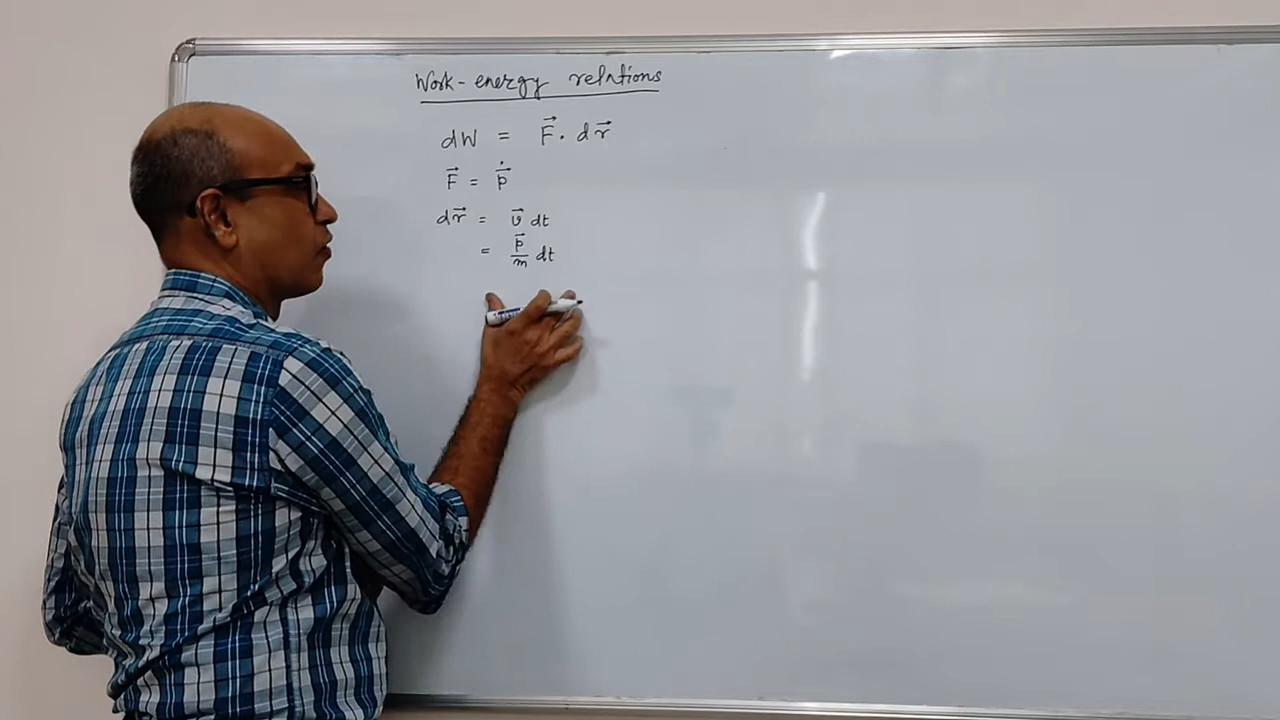 Work-energy relations
dW = F⃗ · dr⃗
F⃗ = ṗ⃗
dr⃗ = v⃗ dt
= p⃗/m dt